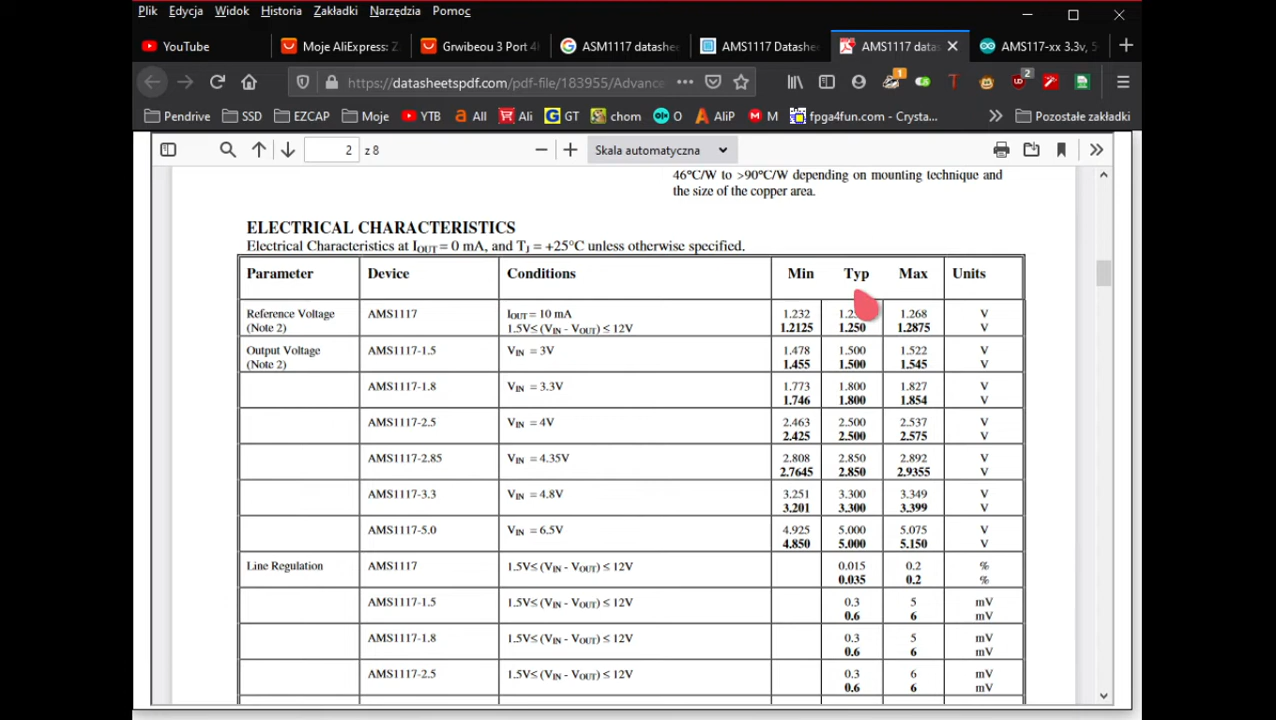 Plik Edycja Widok Historia Zakładki Narzędzia Pomoc
YouTube Moje AliExpress: Z Grwibeou 3 Port 4 ASM1117 datashee AMS1117 Datashe AMS1117 datas AMS117-xx 3.3v, 5
https://datasheetspdf.com/pdf-file/183955/Advance 1 2
Pendrive SSD Moje EZCAP YTB All Ali GT chom O AliP M fpga4fun.com - Crysta... Pozostałe zakładki
2 z 8 Skala automatyczna
46°C/W to >90°C/W depending on mounting technique and
the size of the copper area.
ELECTRICAL CHARACTERISTICS
Electrical Characteristics at IOUT = 0 mA, and TJ = +25°C unless otherwise specified.
Parameter Device Conditions Min Typ Max Units
Reference Voltage AMS1117 IOUT = 10 mA 1.232 1.268 V
(Note 2) 1.5V≤ (VIN - VOUT) ≤ 12V 1.2125 1.250 1.2875 V
Output Voltage AMS1117-1.5 VIN = 3V 1.478 1.500 1.522 V
(Note 2) 1.455 1.500 1.545 V
AMS1117-1.8 VIN = 3.3V 1.773 1.800 1.827 V
1.746 1.800 1.854 V
AMS1117-2.5 VIN = 4V 2.463 2.500 2.537 V
2.425 2.500 2.575 V
AMS1117-2.85 VIN = 4.35V 2.808 2.850 2.892 V
2.7645 2.850 2.9355 V
AMS1117-3.3 VIN = 4.8V 3.251 3.300 3.349 V
3.201 3.300 3.399 V
AMS1117-5.0 VIN = 6.5V 4.925 5.000 5.075 V
4.850 5.000 5.150 V
Line Regulation AMS1117 1.5V≤ (VIN - VOUT) ≤ 12V 0.015 0.2 %
0.035 0.2 %
AMS1117-1.5 1.5V≤ (VIN - VOUT) ≤ 12V 0.3 5 mV
0.6 6 mV
AMS1117-1.8 1.5V≤ (VIN - VOUT) ≤ 12V 0.3 5 mV
0.6 6 mV
AMS1117-2.5 1.5V≤ (VIN - VOUT) ≤ 12V 0.3 6 mV
0.6 6 mV